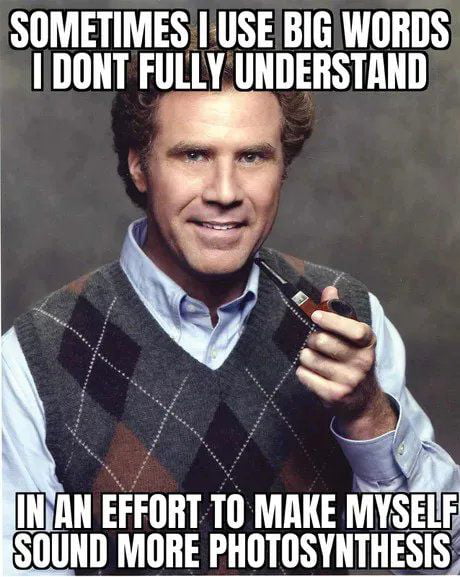 SOMETIMES I USE BIG WORDS
I DONT FULLY UNDERSTAND
IN AN EFFORT TO MAKE MYSELF
SOUND MORE PHOTOSYNTHESIS